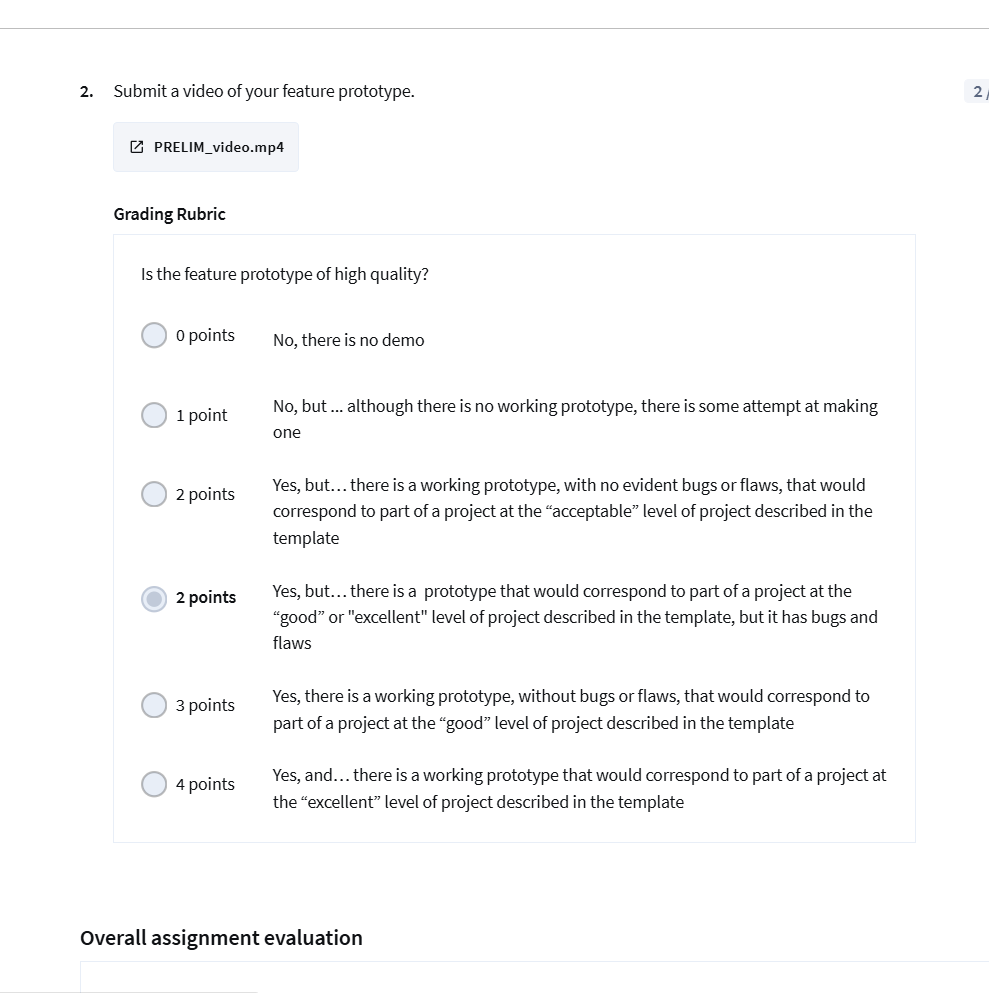 2. Submit a video of your feature prototype.
2 /
PRELIM_video.mp4
Grading Rubric
Is the feature prototype of high quality?
0 points
No, there is no demo
1 point
No, but ... although there is no working prototype, there is some attempt at making
one
2 points
Yes, but… there is a working prototype, with no evident bugs or flaws, that would
correspond to part of a project at the “acceptable” level of project described in the
template
2 points
Yes, but… there is a  prototype that would correspond to part of a project at the
“good” or "excellent" level of project described in the template, but it has bugs and
flaws
3 points
Yes, there is a working prototype, without bugs or flaws, that would correspond to
part of a project at the “good” level of project described in the template
4 points
Yes, and… there is a working prototype that would correspond to part of a project at
the “excellent” level of project described in the template
Overall assignment evaluation